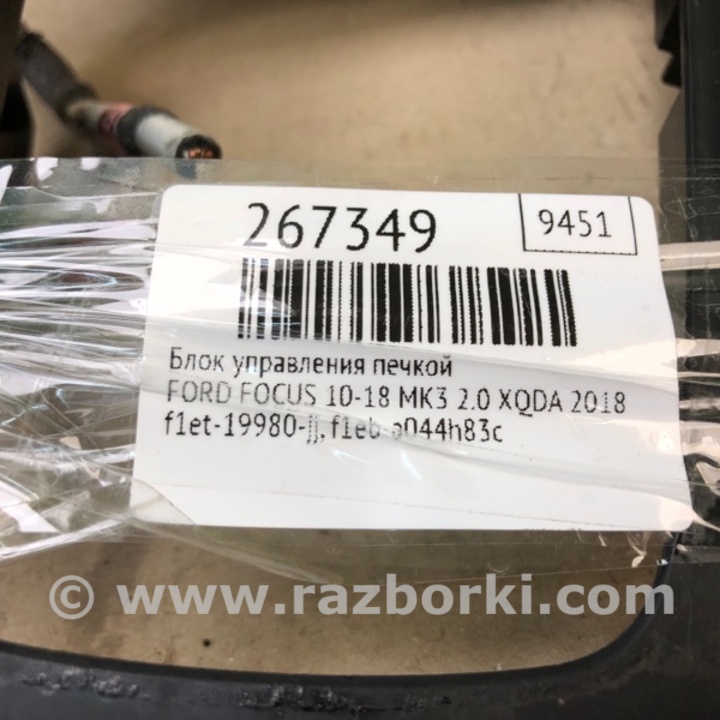 267349
9451
Блок управления печкой
FORD FOCUS 10-18 MK3 2.0 XQDA 2018
f1et-19980-jj, f1eb-a044h83c
© www.razborki.com